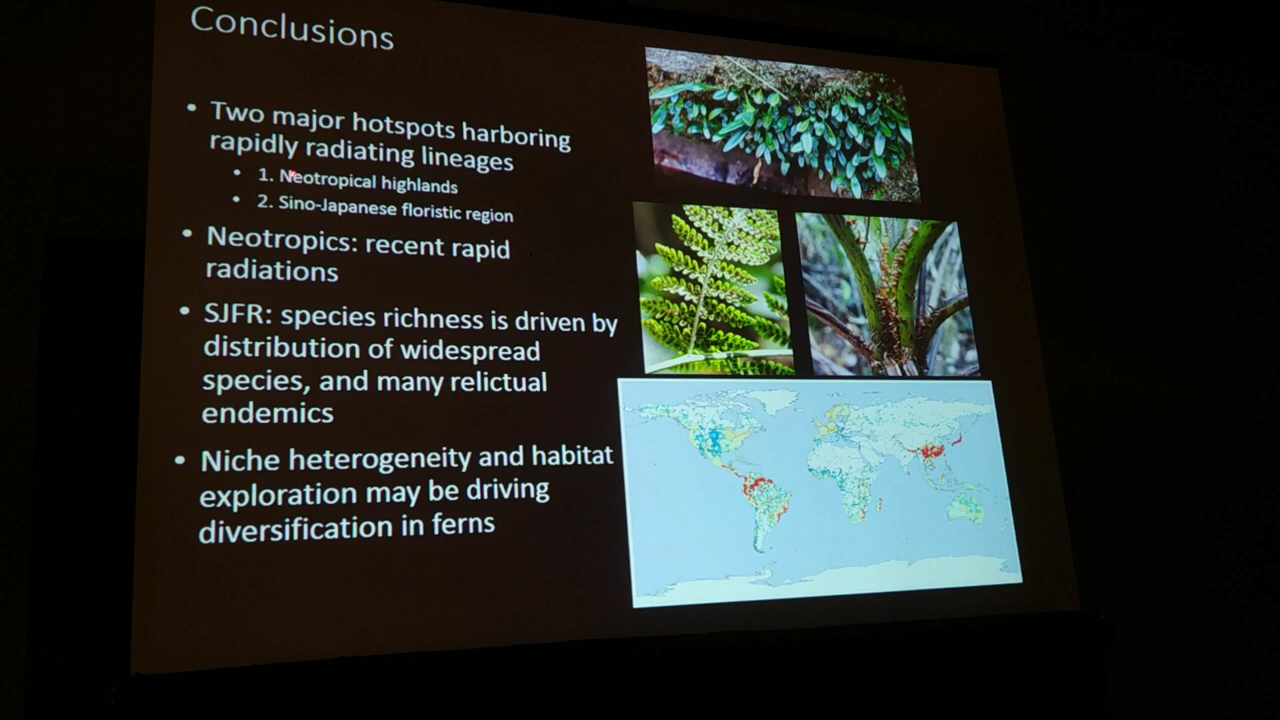 Conclusions
• Two major hotspots harboring
rapidly radiating lineages
• 1. Neotropical highlands
• 2. Sino-Japanese floristic region
• Neotropics: recent rapid
radiations
• SJFR: species richness is driven by
distribution of widespread
species, and many relictual
endemics
• Niche heterogeneity and habitat
exploration may be driving
diversification in ferns